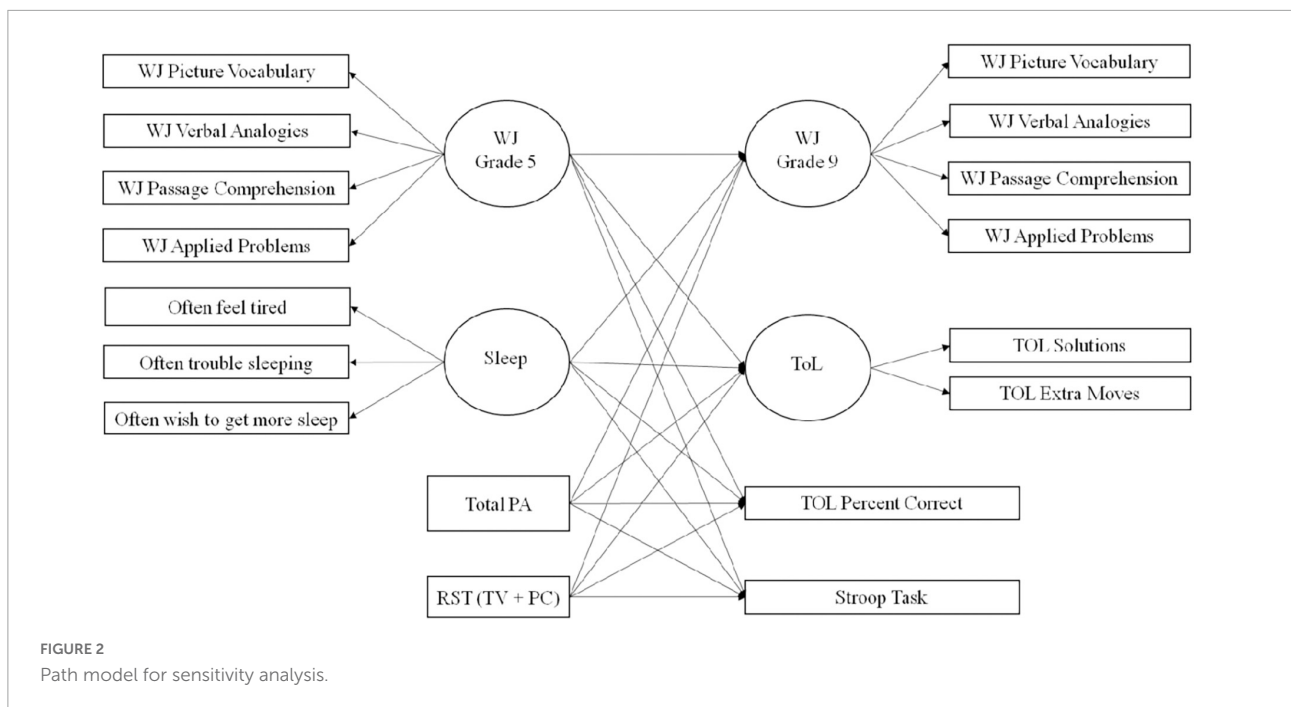 WJ Picture Vocabulary
WJ Verbal Analogies
WJ Passage Comprehension
WJ Applied Problems
Often feel tired
Often trouble sleeping
Often wish to get more sleep
WJ
Grade 5
Sleep
Total PA
RST (TV + PC)
WJ
Grade 9
ToL
TOL Percent Correct
Stroop Task
WJ Picture Vocabulary
WJ Verbal Analogies
WJ Passage Comprehension
WJ Applied Problems
TOL Solutions
TOL Extra Moves
FIGURE 2
Path model for sensitivity analysis.